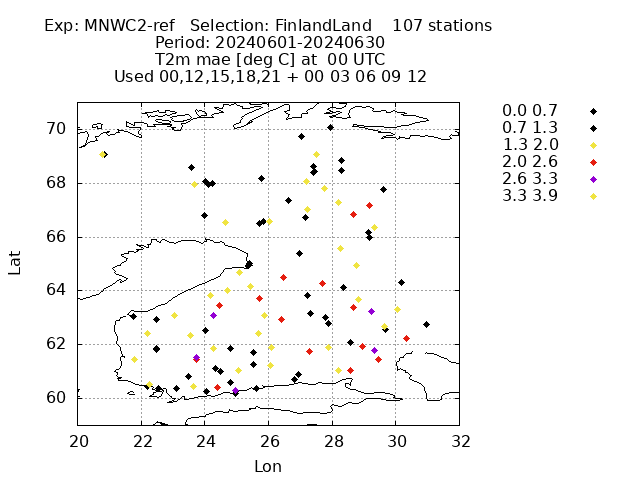 Exp: MNWC2-ref   Selection: FinlandLand    107 stations
Period: 20240601-20240630
T2m mae [deg C] at  00 UTC
Used 00,12,15,18,21 + 00 03 06 09 12
0.0 0.7
0.7 1.3
1.3 2.0
2.0 2.6
2.6 3.3
3.3 3.9
70
68
66
64
62
60
Lat
20 22 24 26 28 30 32
Lon